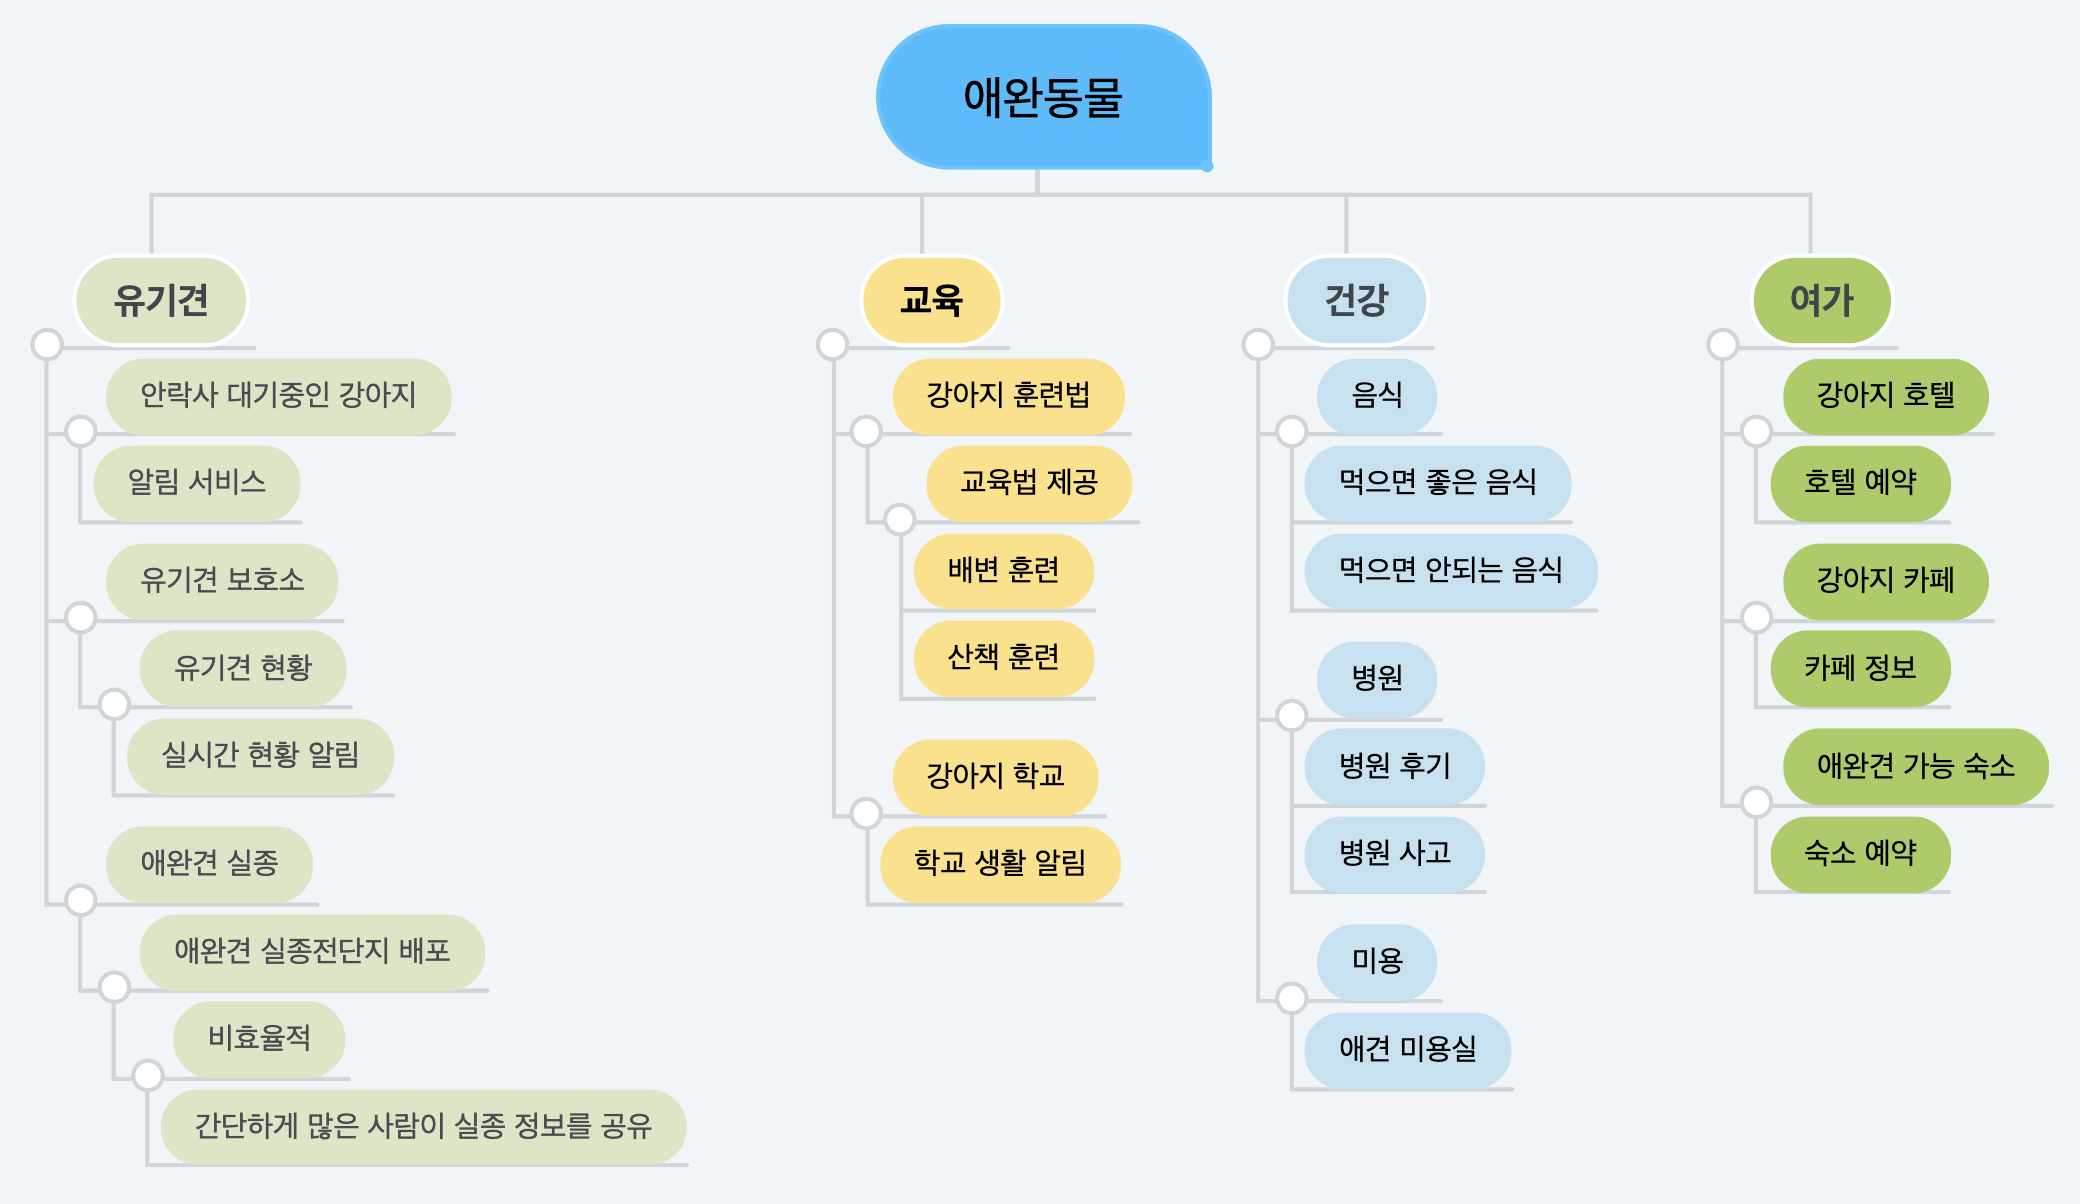 애완동물
유기견
안락사 대기중인 강아지
알림 서비스
유기견 보호소
유기견 현황
실시간 현황 알림
애완견 실종
애완견 실종전단지 배포
비효율적
간단하게 많은 사람이 실종 정보를 공유
교육
강아지 훈련법
교육법 제공
배변 훈련
산책 훈련
강아지 학교
학교 생활 알림
건강
음식
먹으면 좋은 음식
먹으면 안되는 음식
병원
병원 후기
병원 사고
미용
애견 미용실
여가
강아지 호텔
호텔 예약
강아지 카페
카페 정보
애완견 가능 숙소
숙소 예약